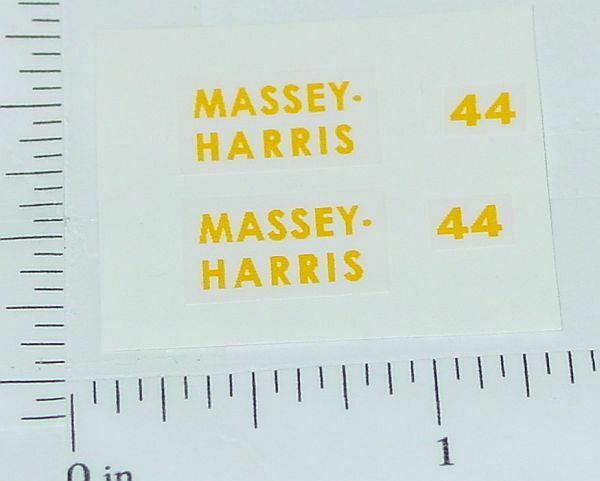 MASSEY-
HARRIS
44
MASSEY-
HARRIS
44
0 in
1